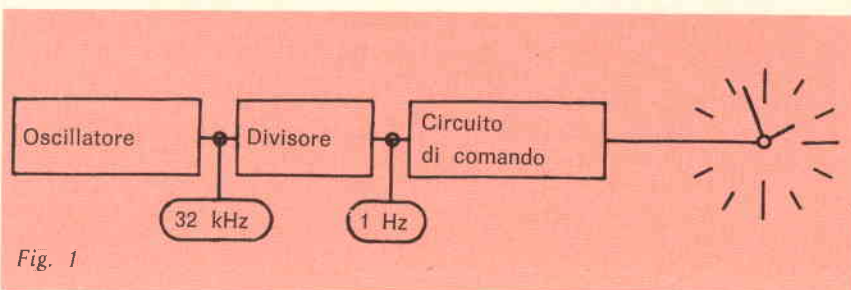 Oscillatore
Divisore
Circuito
di comando
32 kHz
1 Hz
Fig. 1